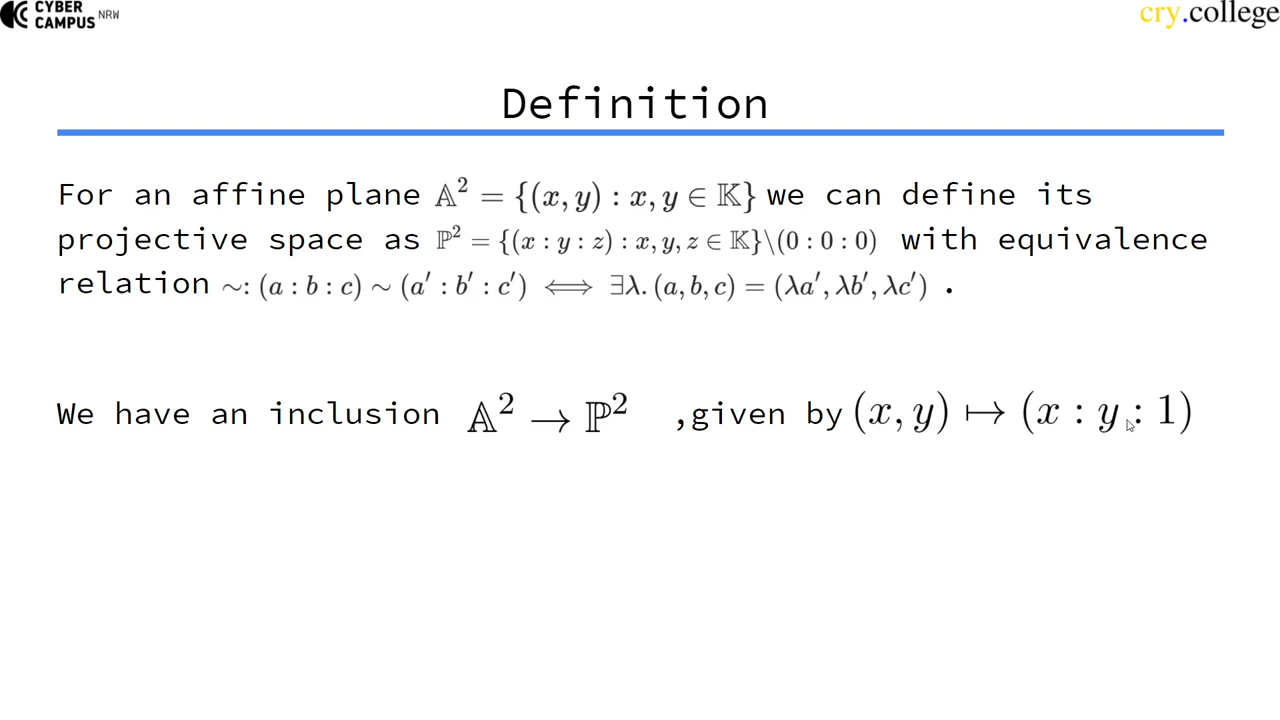 CYBER
CAMPUS NRW
cry.college
Definition
For an affine plane 𝔸² = {(x, y) : x, y ∈ 𝕂} we can define its
projective space as ℙ² = {(x : y : z) : x, y, z ∈ 𝕂}\(0 : 0 : 0) with equivalence
relation ∼: (a : b : c) ∼ (a′ : b′ : c′) ⟺ ∃λ. (a, b, c) = (λa′, λb′, λc′) .
We have an inclusion 𝔸² → ℙ² ,given by (x, y) ↦ (x : y : 1)